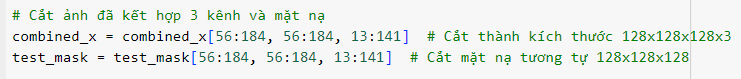 # Cắt ảnh đã kết hợp 3 kênh và mặt nạ
combined_x = combined_x[56:184, 56:184, 13:141]  # Cắt thành kích thước 128x128x128x3
test_mask = test_mask[56:184, 56:184, 13:141]  # Cắt mặt nạ tương tự 128x128x128